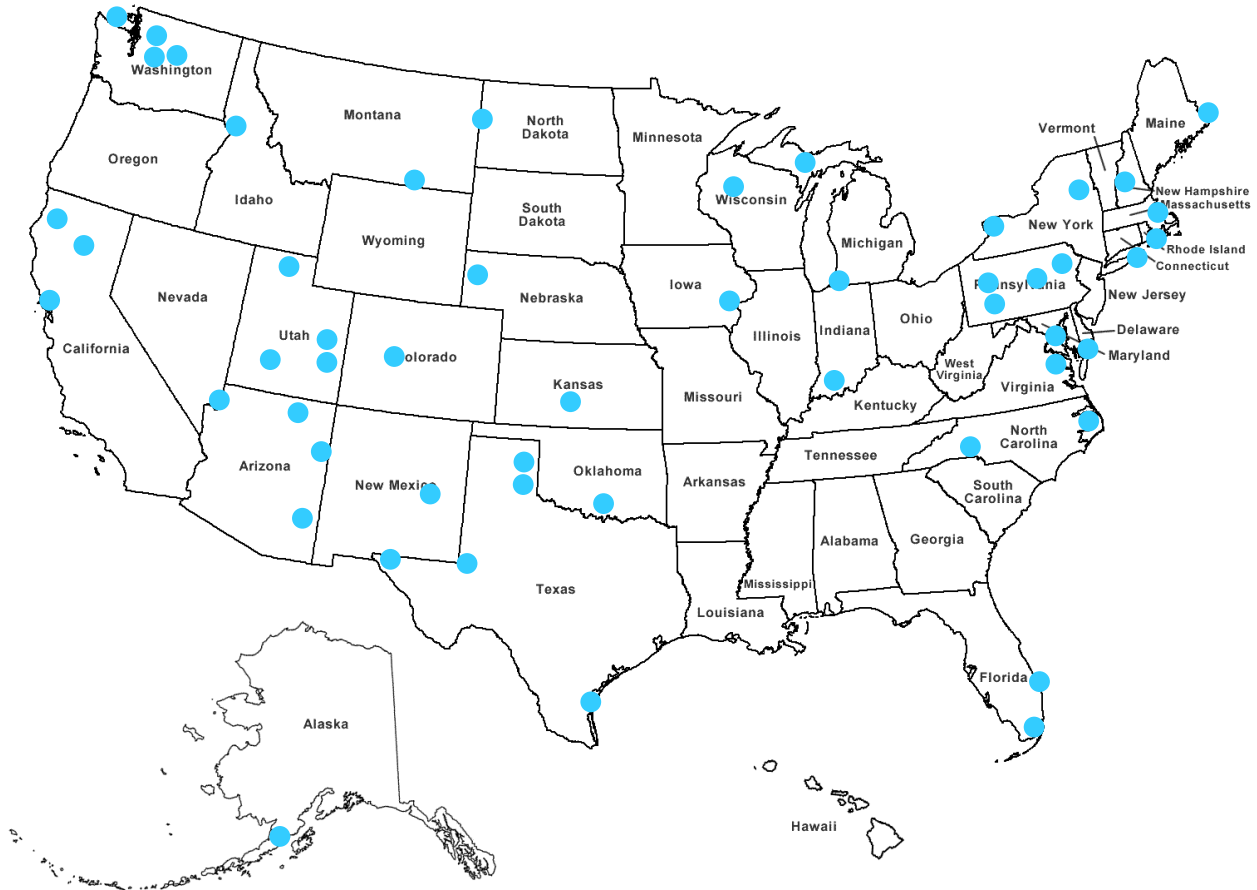 Washington
Montana
North
Dakota
Minnesota
Maine
Vermont
Oregon
Idaho
Wyoming
South
Dakota
Wisconsin
Michigan
New York
New Hampshire
Massachusetts
Rhode Island
Connecticut
Nevada
Utah
Colorado
Nebraska
Iowa
Illinois
Indiana
Ohio
Pennsylvania
New Jersey
Delaware
Maryland
California
Kansas
Missouri
West
Virginia
Virginia
Kentucky
Arizona
New Mexico
Oklahoma
Arkansas
Tennessee
North
Carolina
South
Carolina
Texas
Louisiana
Mississippi
Alabama
Georgia
Florida
Alaska
Hawaii